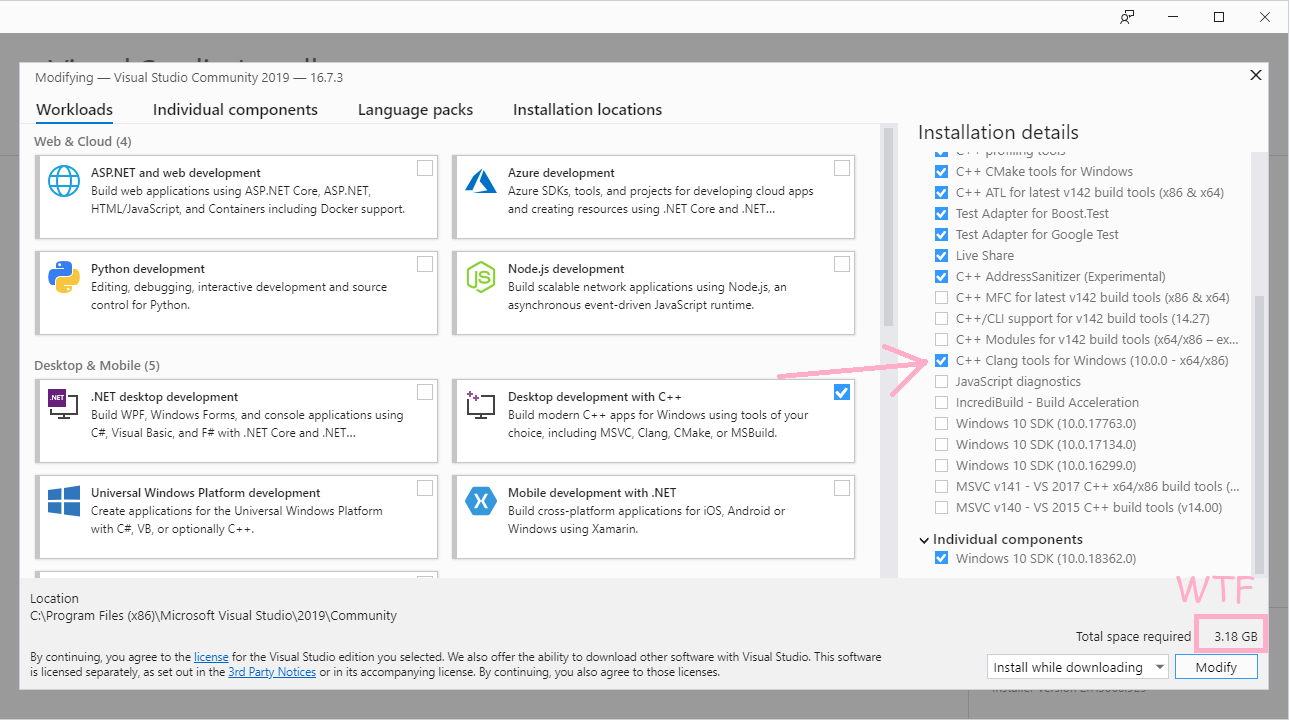 Modifying — Visual Studio Community 2019 — 16.7.3
Workloads
Individual components
Language packs
Installation locations
Web & Cloud (4)
ASP.NET and web development
Build web applications using ASP.NET Core, ASP.NET,
HTML/JavaScript, and Containers including Docker support.
Azure development
Azure SDKs, tools, and projects for developing cloud apps
and creating resources using .NET Core and .NET...
Python development
Editing, debugging, interactive development and source
control for Python.
JS
Node.js development
Build scalable network applications using Node.js, an
asynchronous event-driven JavaScript runtime.
Desktop & Mobile (5)
.NET
.NET desktop development
Build WPF, Windows Forms, and console applications using
C#, Visual Basic, and F# with .NET Core and .NET...
Desktop development with C++
Build modern C++ apps for Windows using tools of your
choice, including MSVC, Clang, CMake, or MSBuild.
Universal Windows Platform development
Create applications for the Universal Windows Platform
with C#, VB, or optionally C++.
Mobile development with .NET
Build cross-platform applications for iOS, Android or
Windows using Xamarin.
Installation details
C++ profiling tools
C++ CMake tools for Windows
C++ ATL for latest v142 build tools (x86 & x64)
Test Adapter for Boost.Test
Test Adapter for Google Test
Live Share
C++ AddressSanitizer (Experimental)
C++ MFC for latest v142 build tools (x86 & x64)
C++/CLI support for v142 build tools (14.27)
C++ Modules for v142 build tools (x64/x86 – ex...
C++ Clang tools for Windows (10.0.0 - x64/x86)
JavaScript diagnostics
IncrediBuild - Build Acceleration
Windows 10 SDK (10.0.17763.0)
Windows 10 SDK (10.0.17134.0)
Windows 10 SDK (10.0.16299.0)
MSVC v141 - VS 2017 C++ x64/x86 build tools (...
MSVC v140 - VS 2015 C++ build tools (v14.00)
Individual components
Windows 10 SDK (10.0.18362.0)
WTF
Location
C:\Program Files (x86)\Microsoft Visual Studio\2019\Community
Total space required 3.18 GB
By continuing, you agree to the license for the Visual Studio edition you selected. We also offer the ability to download other software with Visual Studio. This software
is licensed separately, as set out in the 3rd Party Notices or in its accompanying license. By continuing, you also agree to those licenses.
Install while downloading
Modify